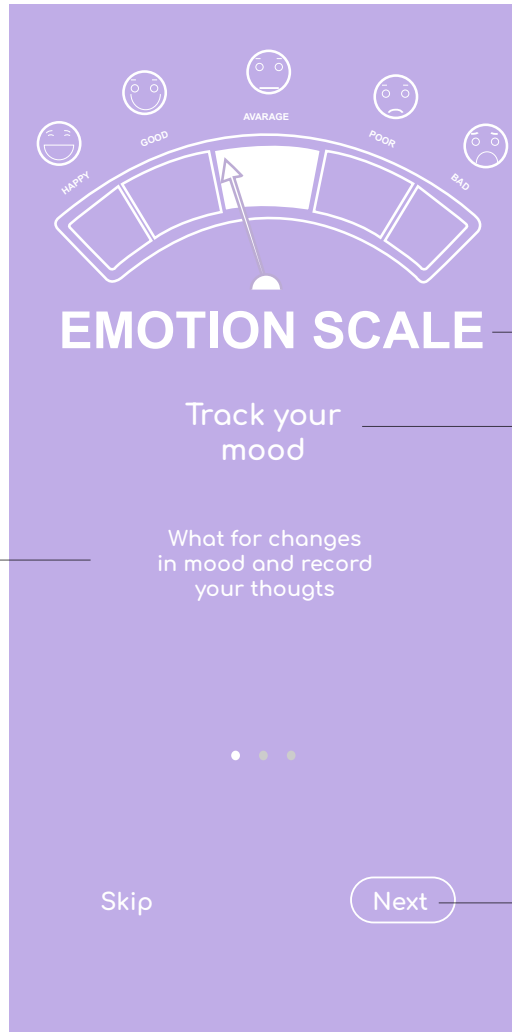 HAPPY
GOOD
AVARAGE
POOR
BAD
EMOTION SCALE
Track your
mood
What for changes
in mood and record
your thougts
Skip
Next